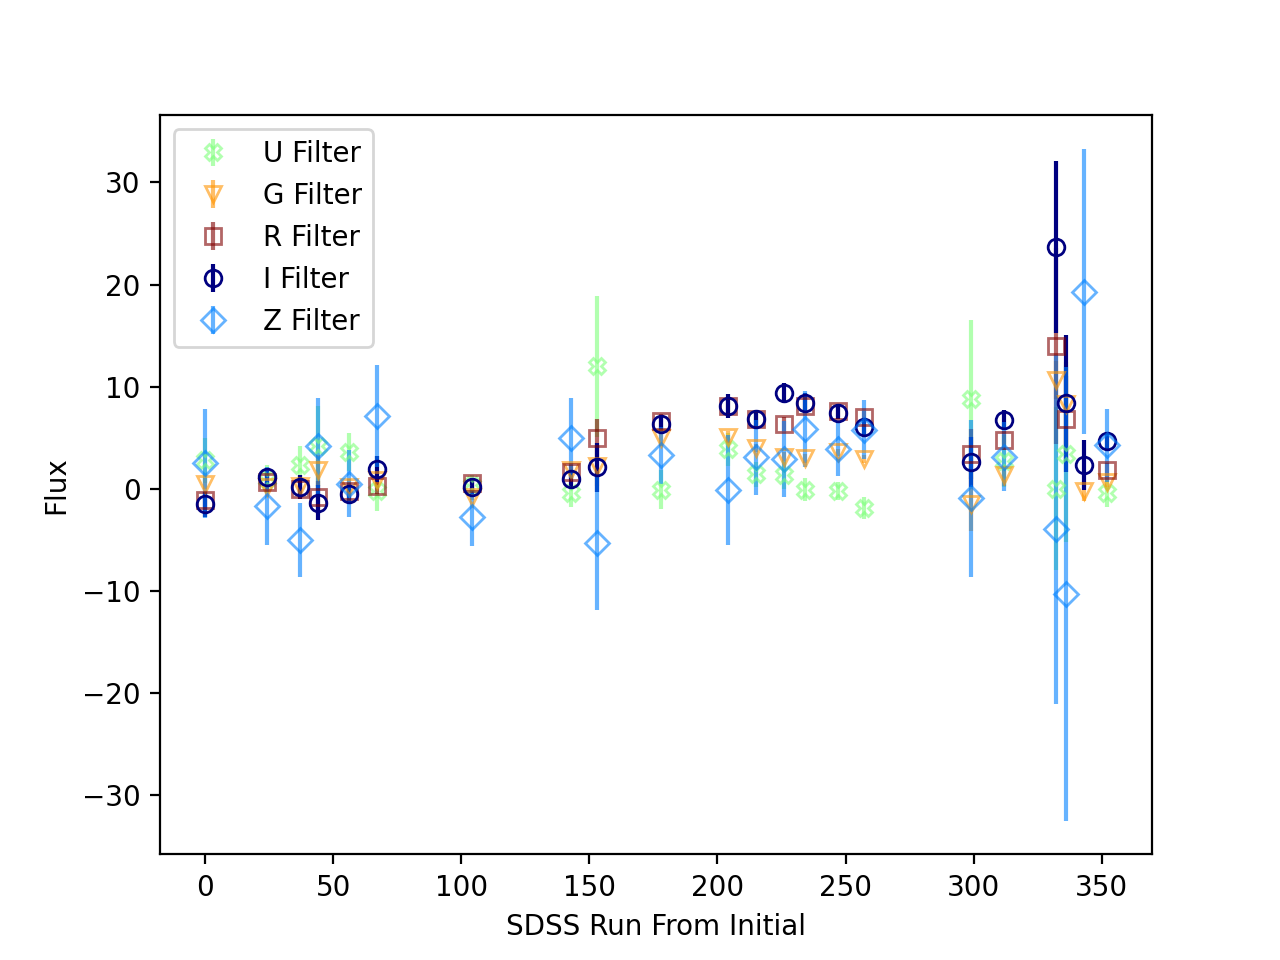 U Filter
G Filter
R Filter
I Filter
Z Filter
30
20
10
0
−10
−20
−30
Flux
0 50 100 150 200 250 300 350
SDSS Run From Initial